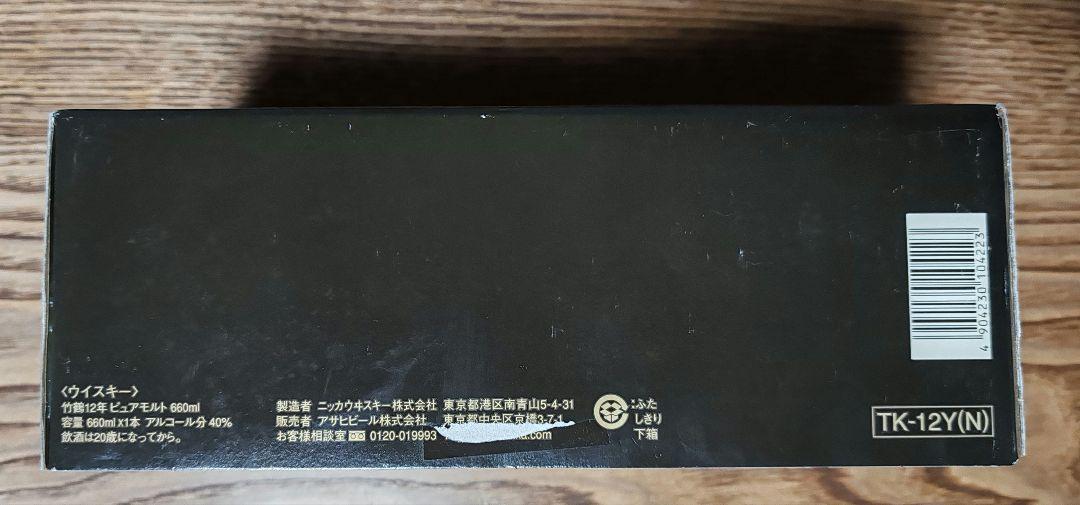 〈ウイスキー〉
竹鶴12年 ピュアモルト 660ml
容量 660ml x1本 アルコール分 40%
飲酒は20歳になってから。
製造者 ニッカウヰスキー株式会社 東京都港区南青山5-4-31
販売者 アサヒビール株式会社 東京都中央区京橋3-7-1
お客様相談室 0120-019993 .com
:ふた
しきり
下箱
TK-12Y(N)
4 904230 104223